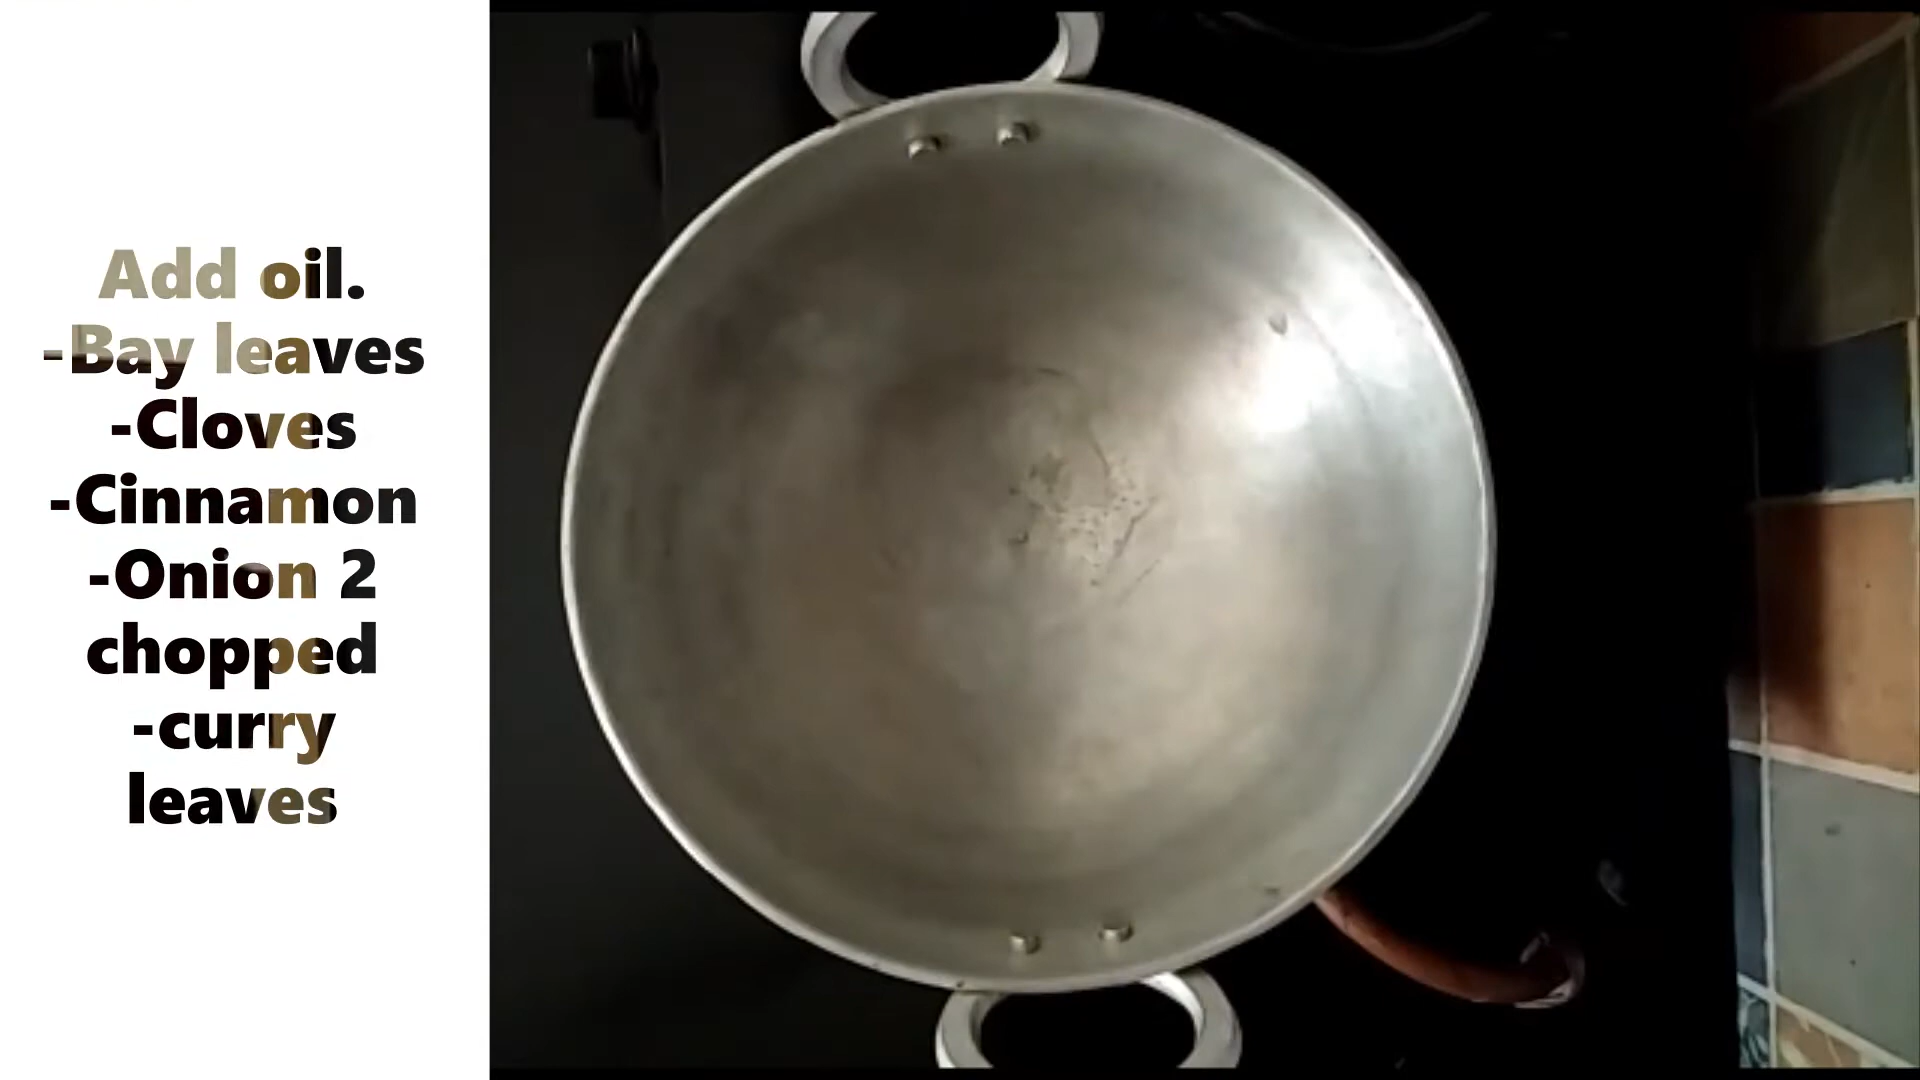 Add oil.
-Bay leaves
-Cloves
-Cinnamon
-Onion 2
chopped
-curry
leaves